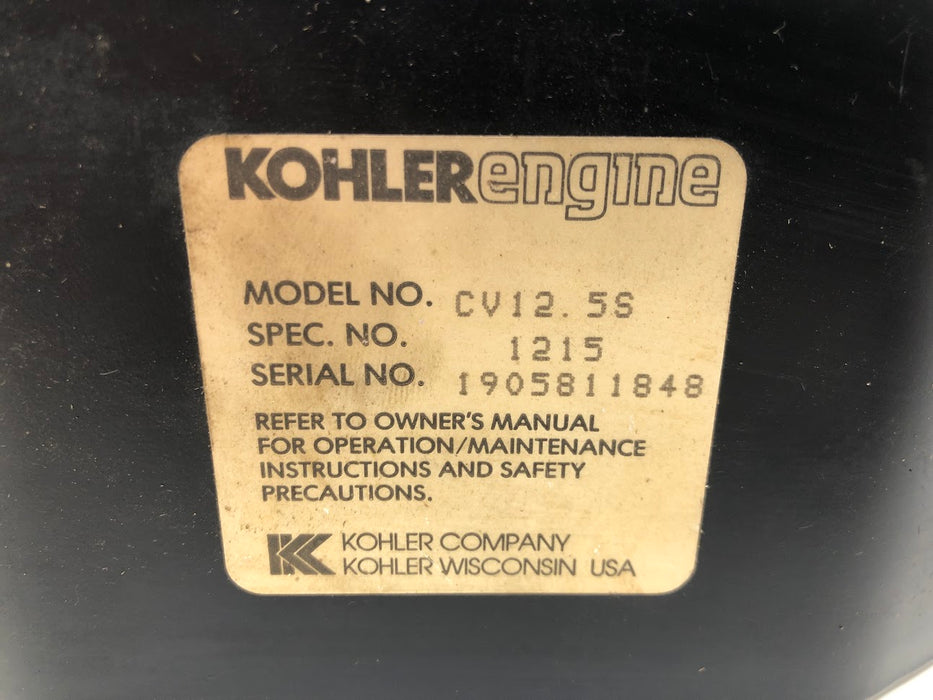 KOHLERengine
MODEL NO. CV12.5S
SPEC. NO. 1215
SERIAL NO. 1905811848
REFER TO OWNER'S MANUAL
FOR OPERATION/MAINTENANCE
INSTRUCTIONS AND SAFETY
PRECAUTIONS.
KOHLER COMPANY
KOHLER WISCONSIN USA